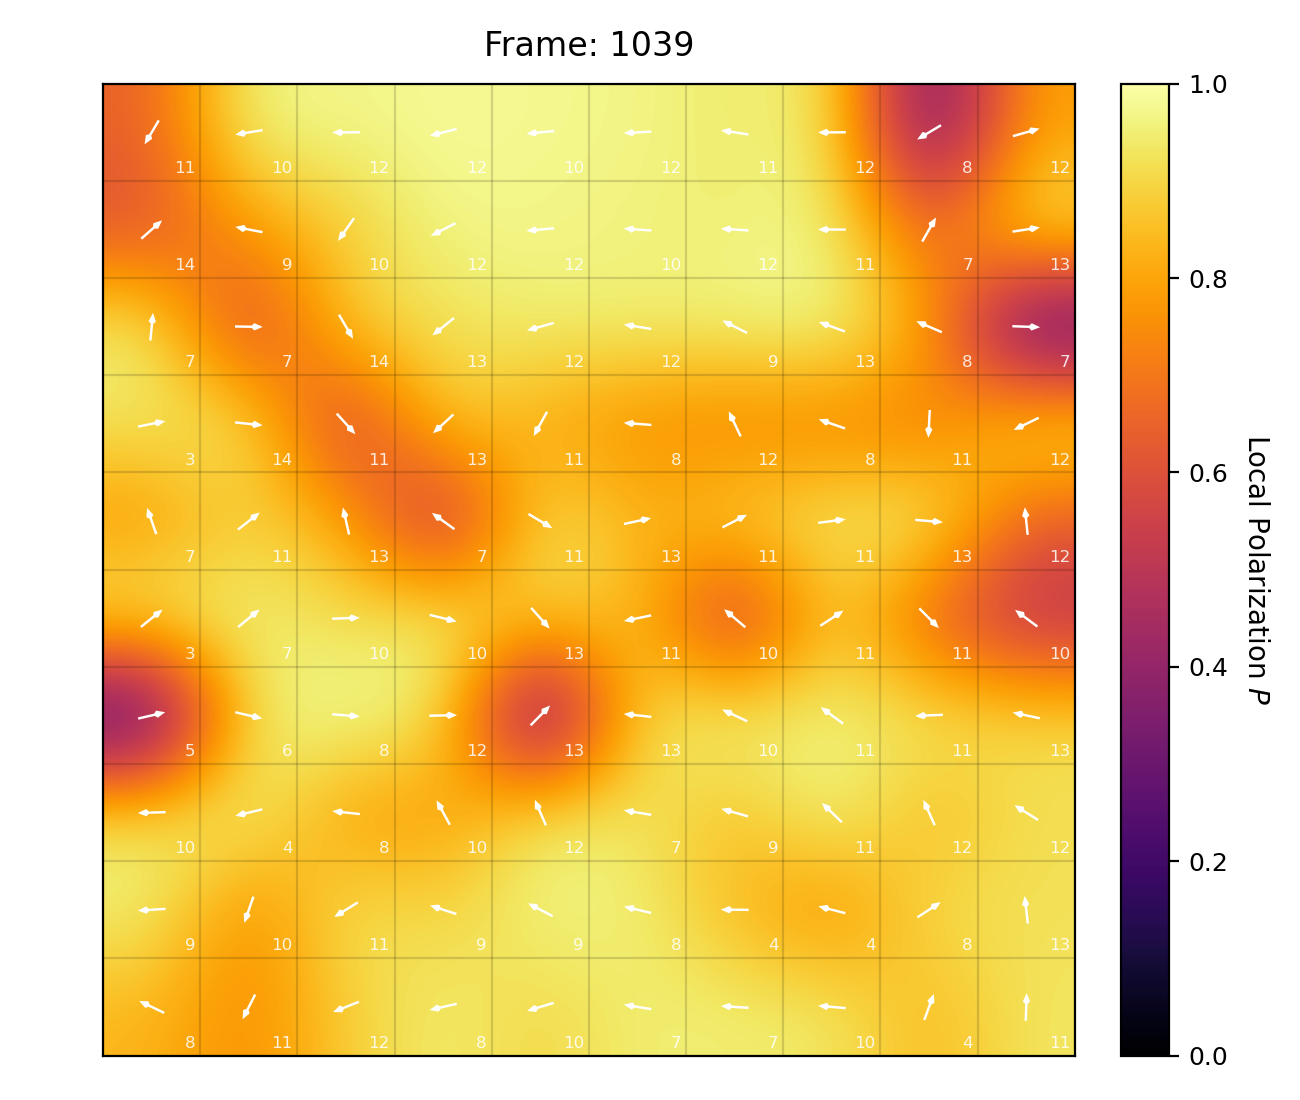 Frame: 1039
11 10 12 12 10 12 11 12 8 12
14 9 10 12 12 10 12 11 7 13
7 7 14 13 12 12 9 13 8 7
3 14 11 13 11 8 12 8 11 12
7 11 13 7 11 13 11 11 13 12
3 7 10 10 13 11 10 11 11 10
5 6 8 12 13 13 10 11 11 13
10 4 8 10 12 7 9 11 12 12
9 10 11 9 9 8 4 4 8 13
8 11 12 8 10 7 7 10 4 11
1.0
0.8
0.6
0.4
0.2
0.0
Local Polarization P